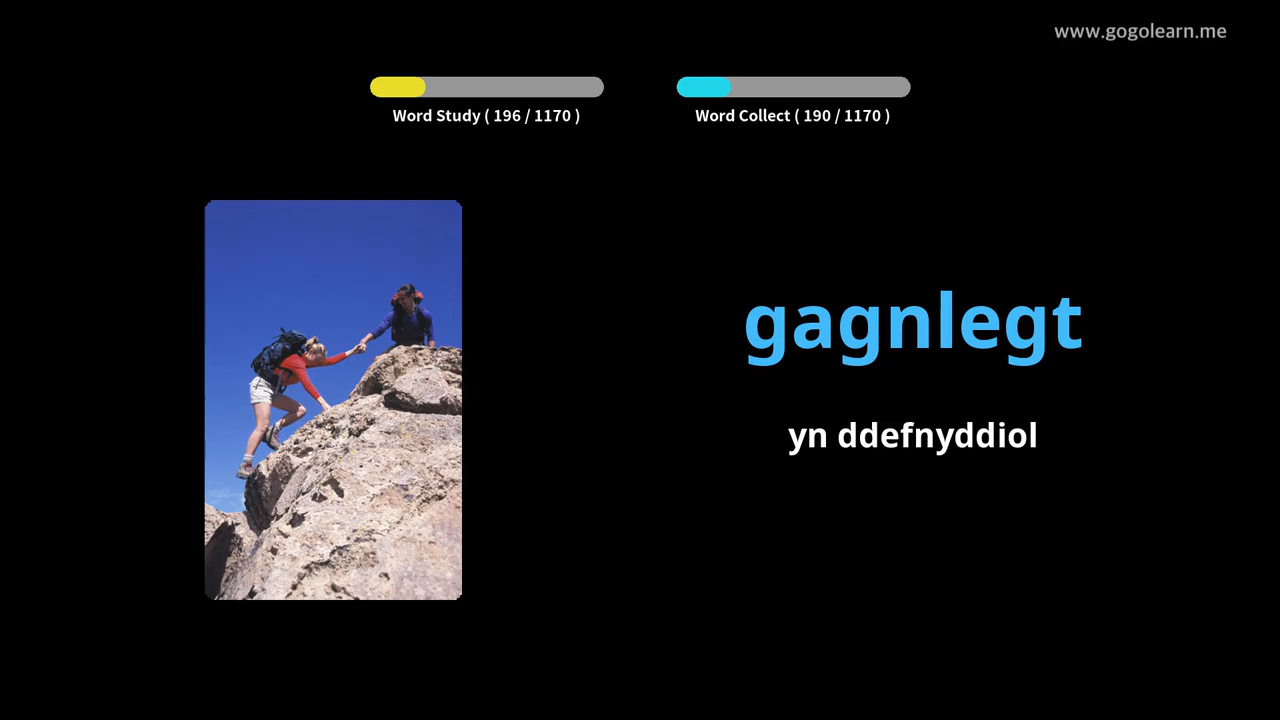 www.gogolearn.me
Word Study ( 196 / 1170 )
Word Collect ( 190 / 1170 )
gagnlegt
yn ddefnyddiol